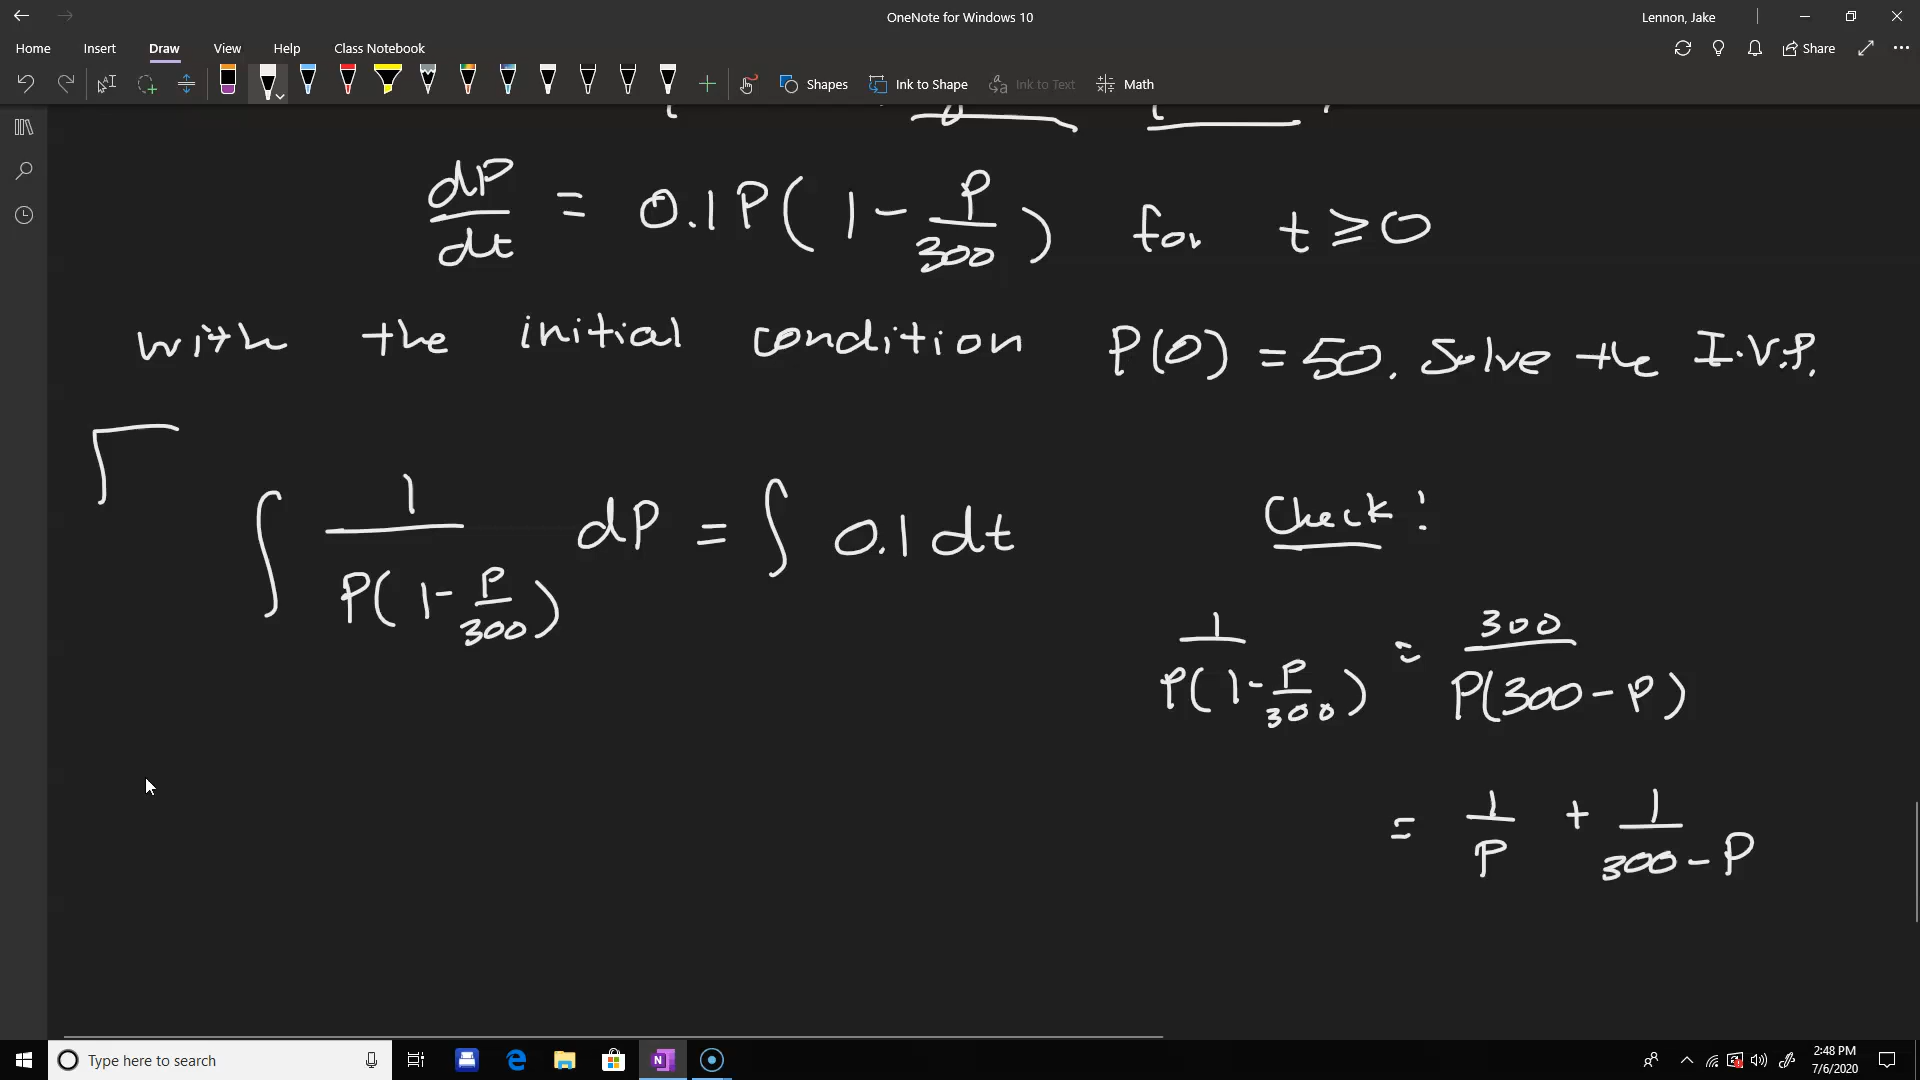 OneNote for Windows 10
Lennon, Jake
Home Insert Draw View Help Class Notebook
Share
Shapes Ink to Shape Ink to Text Math
dP/dt = 0.1P(1 - P/300) for t ≥ 0
with the initial condition P(0) = 50. Solve the I.V.P.
∫ 1/(P(1 - P/300)) dP = ∫ 0.1 dt
Check:
1/(P(1 - P/300)) = 300/(P(300 - P))
= 1/P + 1/(300 - P)
Type here to search
2:48 PM
7/6/2020